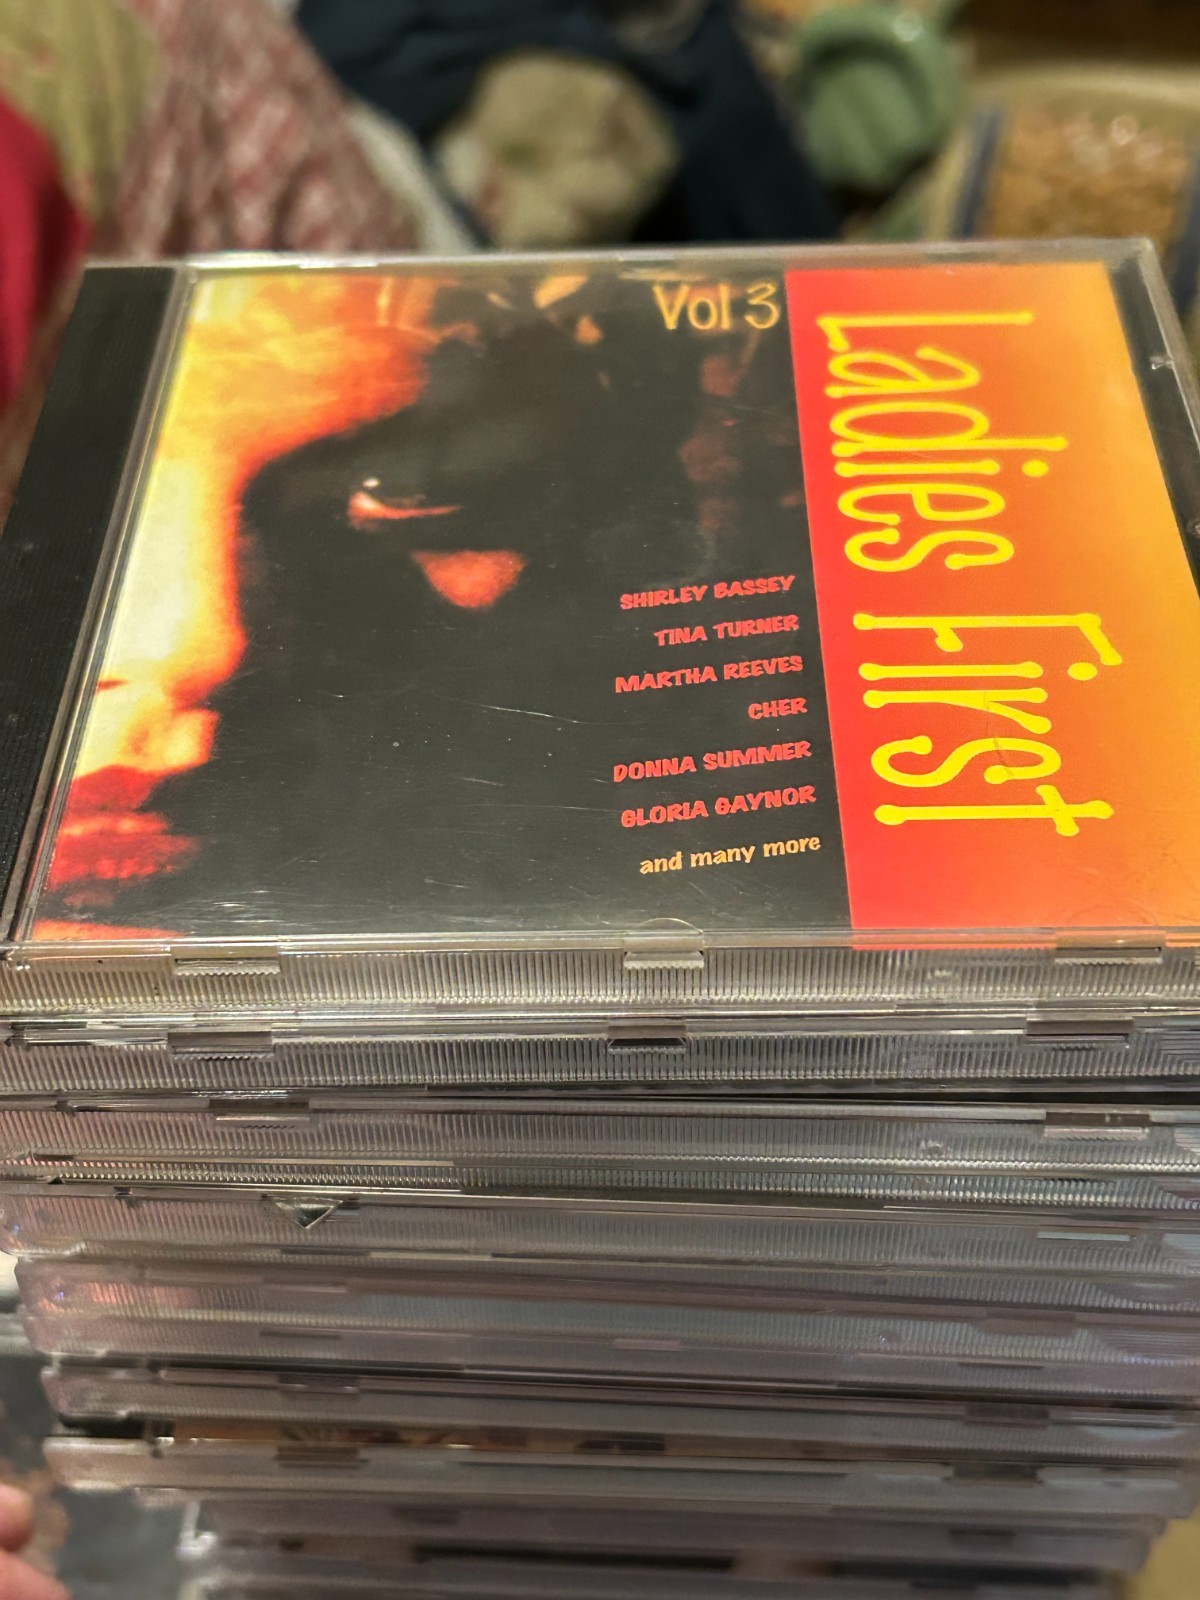 Vol 3
Ladies First
SHIRLEY BASSEY
TINA TURNER
MARTHA REEVES
CHER
DONNA SUMMER
GLORIA GAYNOR
and many more